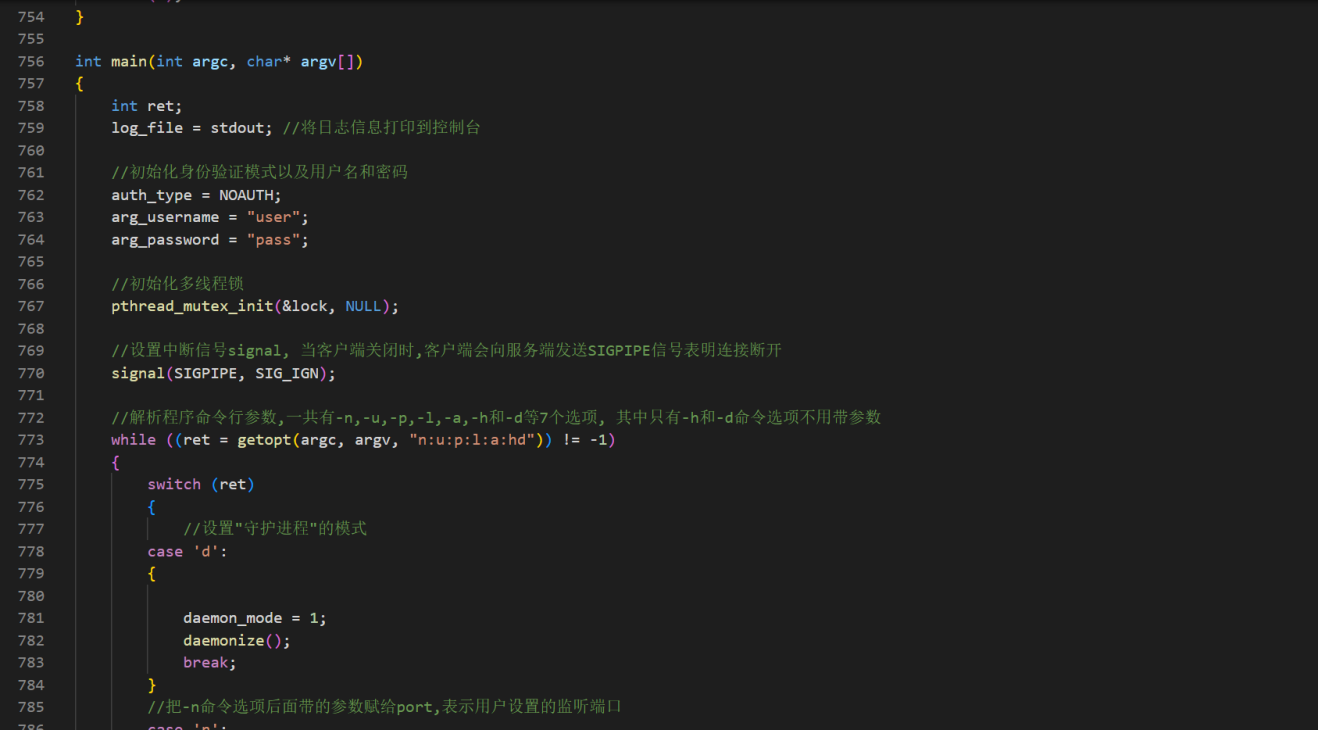 754 }
755
756 int main(int argc, char* argv[])
757 {
758 int ret;
759 log_file = stdout; //将日志信息打印到控制台
760
761 //初始化身份验证模式以及用户名和密码
762 auth_type = NOAUTH;
763 arg_username = "user";
764 arg_password = "pass";
765
766 //初始化多线程锁
767 pthread_mutex_init(&lock, NULL);
768
769 //设置中断信号signal, 当客户端关闭时,客户端会向服务端发送SIGPIPE信号表明连接断开
770 signal(SIGPIPE, SIG_IGN);
771
772 //解析程序命令行参数,一共有-n,-u,-p,-l,-a,-h和-d等7个选项, 其中只有-h和-d命令选项不用带参数
773 while ((ret = getopt(argc, argv, "n:u:p:l:a:hd")) != -1)
774 {
775 switch (ret)
776 {
777 //设置"守护进程"的模式
778 case 'd':
779 {
780
781 daemon_mode = 1;
782 daemonize();
783 break;
784 }
785 //把-n命令选项后面带的参数赋给port,表示用户设置的监听端口
786 case 'n':